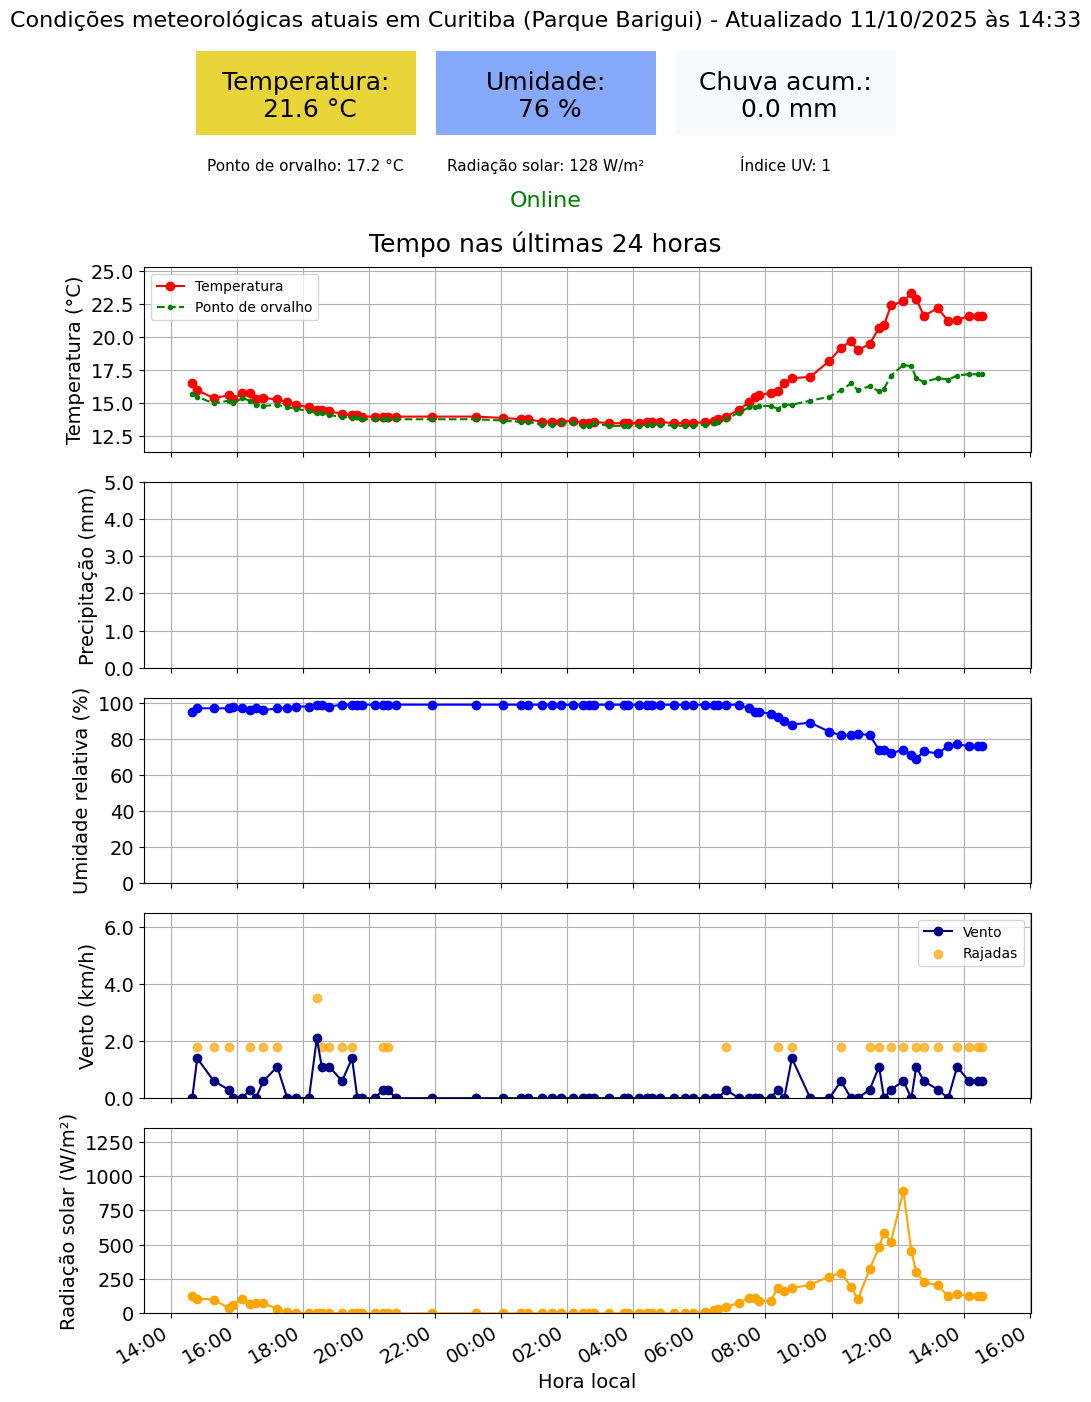 Condições meteorológicas atuais em Curitiba (Parque Barigui) - Atualizado 11/10/2025 às 14:33
Temperatura:
21.6 °C
Umidade:
76 %
Chuva acum.:
0.0 mm
Ponto de orvalho: 17.2 °C
Radiação solar: 128 W/m²
Índice UV: 1
Online
Tempo nas últimas 24 horas
Temperatura (°C)
25.0
22.5
20.0
17.5
15.0
12.5
Temperatura
Ponto de orvalho
Precipitação (mm)
5.0
4.0
3.0
2.0
1.0
0.0
Umidade relativa (%)
100
80
60
40
20
0
Vento (km/h)
6.0
4.0
2.0
0.0
Vento
Rajadas
Radiação solar (W/m²)
1250
1000
750
500
250
0
14:00
16:00
18:00
20:00
22:00
00:00
02:00
04:00
06:00
08:00
10:00
12:00
14:00
16:00
Hora local